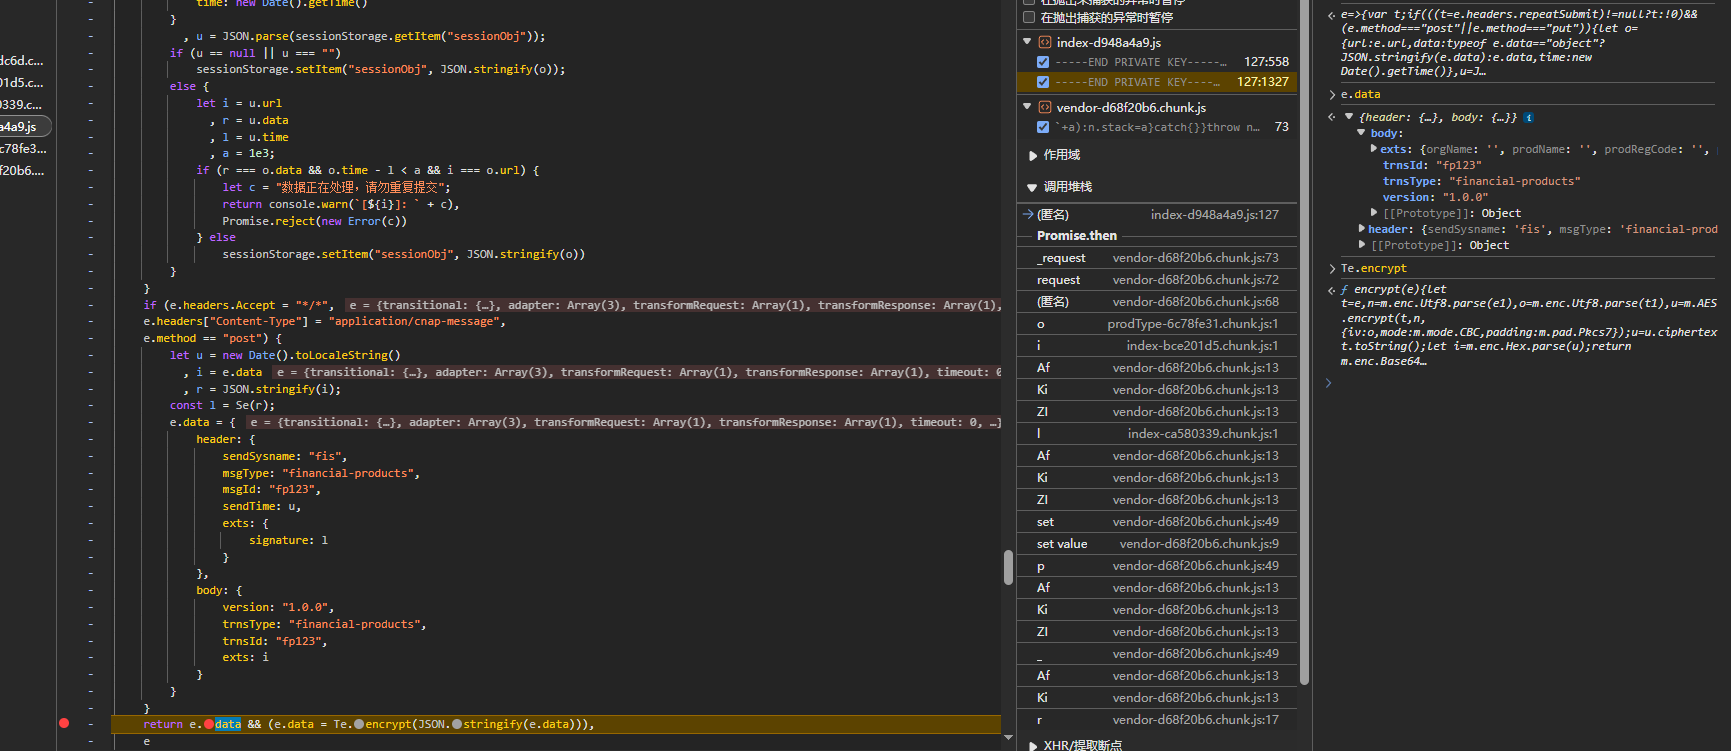 dc6d.c...
01d5.c...
0339.c...
a4a9.js
c78fe3...
f20b6....
time: new Date().getTime()
}
, u = JSON.parse(sessionStorage.getItem("sessionObj"));
if (u == null || u === "")
sessionStorage.setItem("sessionObj", JSON.stringify(o));
else {
let i = u.url
, r = u.data
, l = u.time
, a = 1e3;
if (r === o.data && o.time - l < a && i === o.url) {
let c = "数据正在处理，请勿重复提交";
return console.warn(`[${i}]: ` + c),
Promise.reject(new Error(c))
} else
sessionStorage.setItem("sessionObj", JSON.stringify(o))
}
}
if (e.headers.Accept = "*/*", e = {transitional: {…}, adapter: Array(3), transformRequest: Array(1), transformResponse: Array(1),
e.headers["Content-Type"] = "application/cnap-message",
e.method == "post") {
let u = new Date().toLocaleString()
, i = e.data e = {transitional: {…}, adapter: Array(3), transformRequest: Array(1), transformResponse: Array(1), timeout: 0
, r = JSON.stringify(i);
const l = Se(r);
e.data = { e = {transitional: {…}, adapter: Array(3), transformRequest: Array(1), transformResponse: Array(1), timeout: 0, …}
header: {
sendSysname: "fis",
msgType: "financial-products",
msgId: "fp123",
sendTime: u,
exts: {
signature: l
}
},
body: {
version: "1.0.0",
trnsType: "financial-products",
trnsId: "fp123",
exts: i
}
}
}
return e.data && (e.data = Te.encrypt(JSON.stringify(e.data))),
e
在抛出未捕获的异常时暂停
在抛出捕获的异常时暂停
index-d948a4a9.js
-----END PRIVATE KEY-----… 127:558
-----END PRIVATE KEY----… 127:1327
vendor-d68f20b6.chunk.js
`+a):n.stack=a}catch{}}throw n… 73
作用域
调用堆栈
(匿名) index-d948a4a9.js:127
Promise.then
_request vendor-d68f20b6.chunk.js:73
request vendor-d68f20b6.chunk.js:72
(匿名) vendor-d68f20b6.chunk.js:68
o prodType-6c78fe31.chunk.js:1
i index-bce201d5.chunk.js:1
Af vendor-d68f20b6.chunk.js:13
Ki vendor-d68f20b6.chunk.js:13
ZI vendor-d68f20b6.chunk.js:13
l index-ca580339.chunk.js:1
Af vendor-d68f20b6.chunk.js:13
Ki vendor-d68f20b6.chunk.js:13
ZI vendor-d68f20b6.chunk.js:13
set vendor-d68f20b6.chunk.js:49
set value vendor-d68f20b6.chunk.js:9
p vendor-d68f20b6.chunk.js:49
Af vendor-d68f20b6.chunk.js:13
Ki vendor-d68f20b6.chunk.js:13
ZI vendor-d68f20b6.chunk.js:13
_ vendor-d68f20b6.chunk.js:49
Af vendor-d68f20b6.chunk.js:13
Ki vendor-d68f20b6.chunk.js:13
r vendor-d68f20b6.chunk.js:17
XHR/提取断点
e=>{var t;if(((t=e.headers.repeatSubmit)!=null?t:!0)&&
(e.method==="post"||e.method==="put")){let o=
{url:e.url,data:typeof e.data=="object"?
JSON.stringify(e.data):e.data,time:new
Date().getTime()},u=J…
e.data
{header: {…}, body: {…}}
body:
exts: {orgName: '', prodName: '', prodRegCode: '',
trnsId: "fp123"
trnsType: "financial-products"
version: "1.0.0"
[[Prototype]]: Object
header: {sendSysname: 'fis', msgType: 'financial-prod
[[Prototype]]: Object
Te.encrypt
ƒ encrypt(e){let
t=e,n=m.enc.Utf8.parse(e1),o=m.enc.Utf8.parse(t1),u=m.AES
.encrypt(t,n,
{iv:o,mode:m.mode.CBC,padding:m.pad.Pkcs7});u=u.ciphertex
t.toString();let i=m.enc.Hex.parse(u);return
m.enc.Base64…